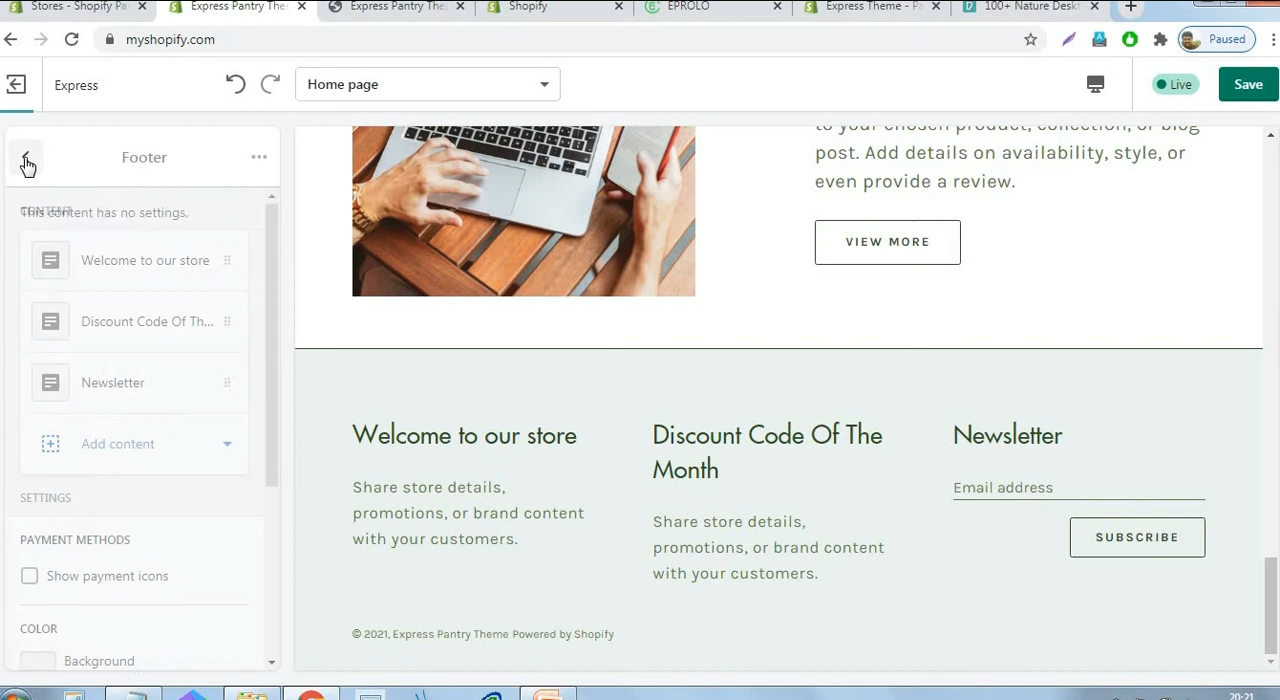 Stores - Shopify Pa
Express Pantry The
Express Pantry The
Shopify
EPROLO
Express Theme - P
100+ Nature Deskt
myshopify.com
Paused
Express
Home page
Live
Save
Footer
CONTENT
This content has no settings.
Welcome to our store
Discount Code Of Th...
Newsletter
Add content
SETTINGS
PAYMENT METHODS
Show payment icons
COLOR
Background
to your chosen product, collection, or blog
post. Add details on availability, style, or
even provide a review.
VIEW MORE
Welcome to our store
Share store details,
promotions, or brand content
with your customers.
Discount Code Of The
Month
Share store details,
promotions, or brand content
with your customers.
Newsletter
Email address
SUBSCRIBE
© 2021, Express Pantry Theme Powered by Shopify
20:21